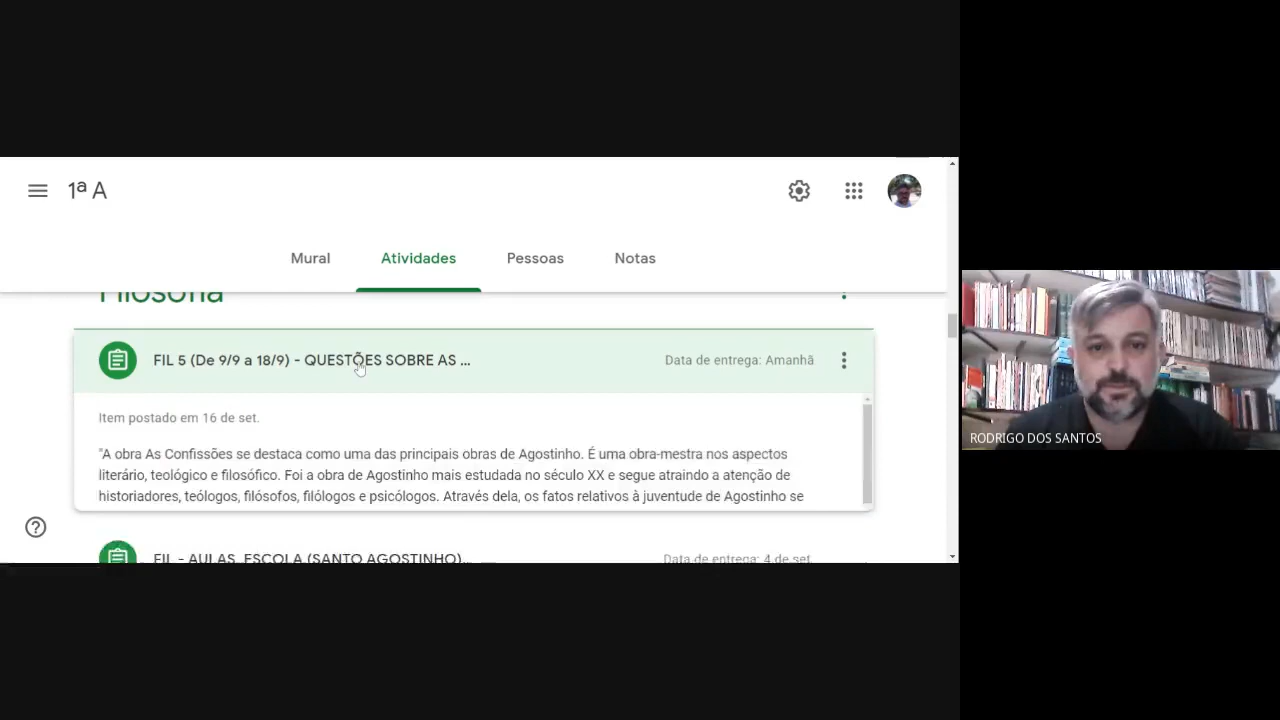 1ª A
Mural
Atividades
Pessoas
Notas
Filosofia
FIL 5 (De 9/9 a 18/9) - QUESTÕES SOBRE AS ...
Data de entrega: Amanhã
Item postado em 16 de set.
"A obra As Confissões se destaca como uma das principais obras de Agostinho. É uma obra-mestra nos aspectos
literário, teológico e filosófico. Foi a obra de Agostinho mais estudada no século XX e segue atraindo a atenção de
historiadores, teólogos, filósofos, filólogos e psicólogos. Através dela, os fatos relativos à juventude de Agostinho se
FIL - AULAS ESCOLA (SANTO AGOSTINHO)...
Data de entrega: 4 de set.
RODRIGO DOS SANTOS